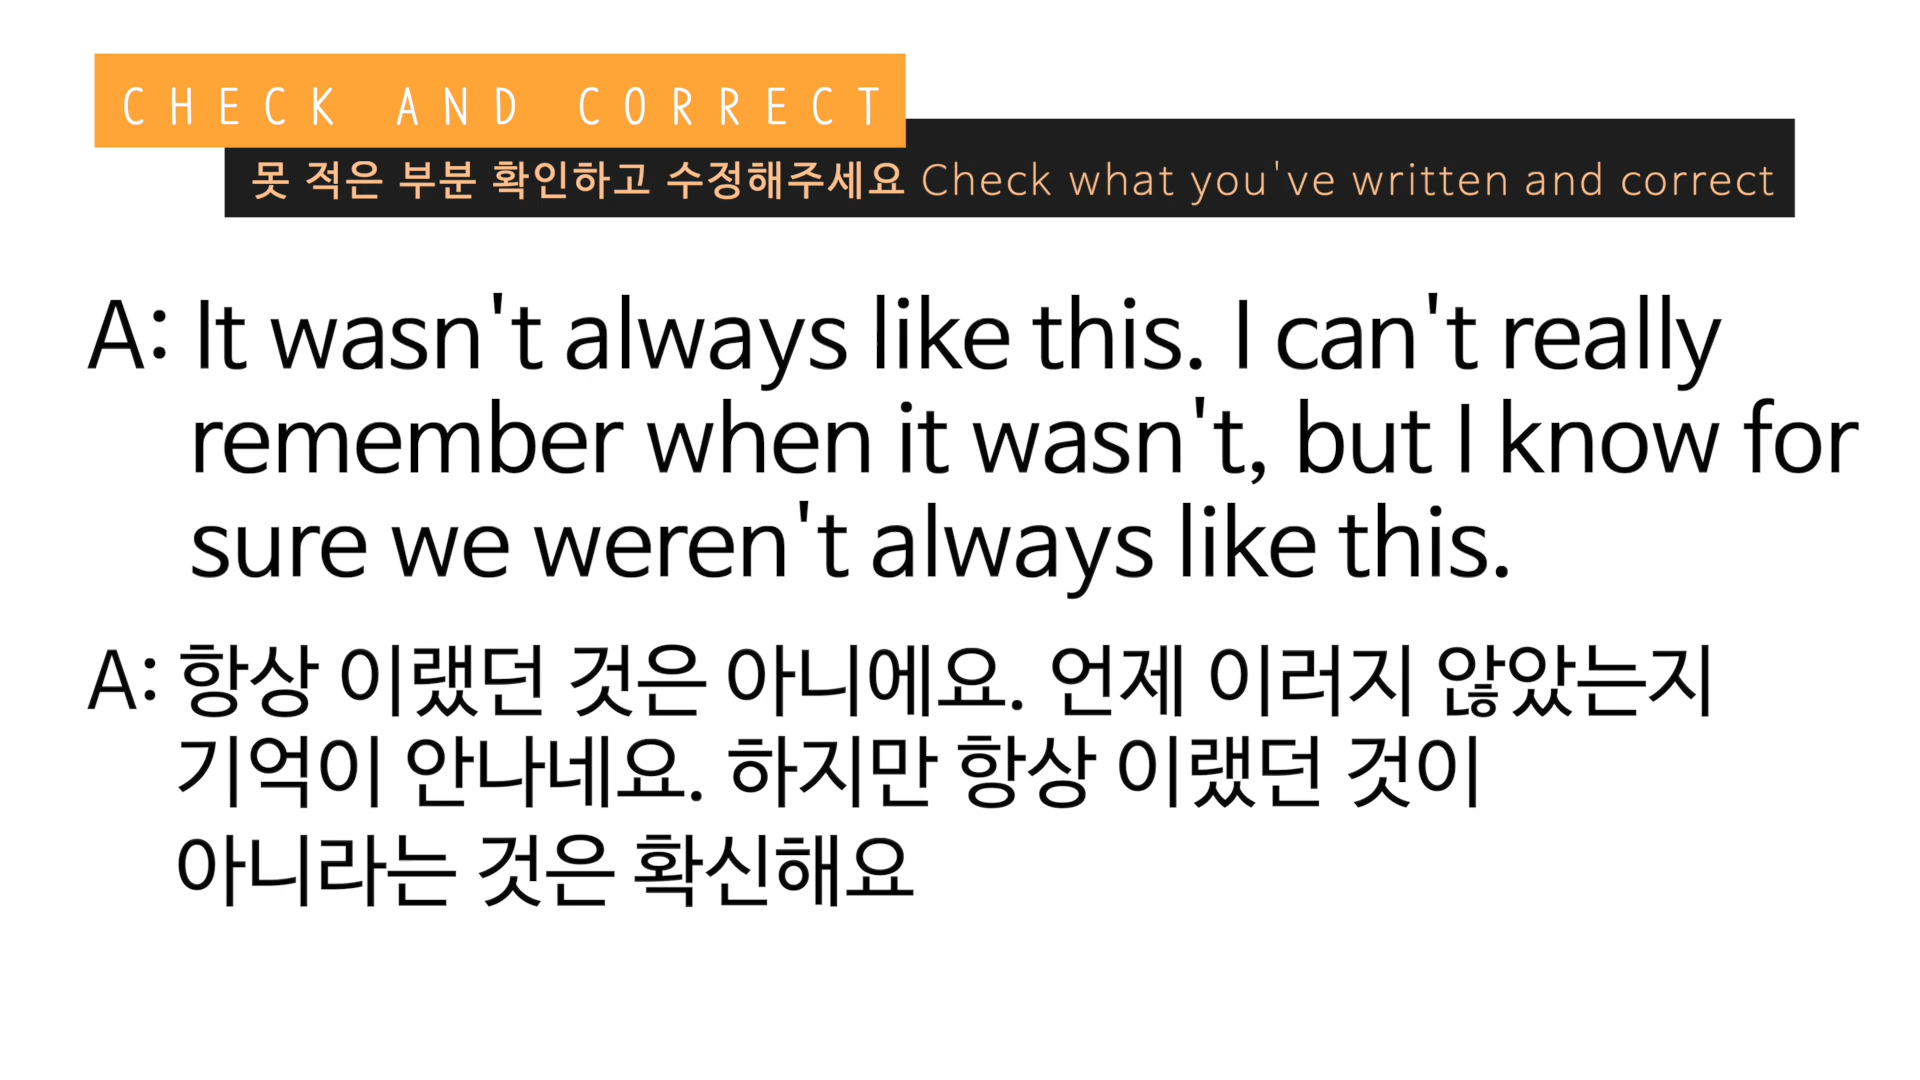 CHECK AND CORRECT
못 적은 부분 확인하고 수정해주세요 Check what you've written and correct
A: It wasn't always like this. I can't really
remember when it wasn't, but I know for
sure we weren't always like this.
A: 항상 이랬던 것은 아니에요. 언제 이러지 않았는지
기억이 안나네요. 하지만 항상 이랬던 것이
아니라는 것은 확신해요